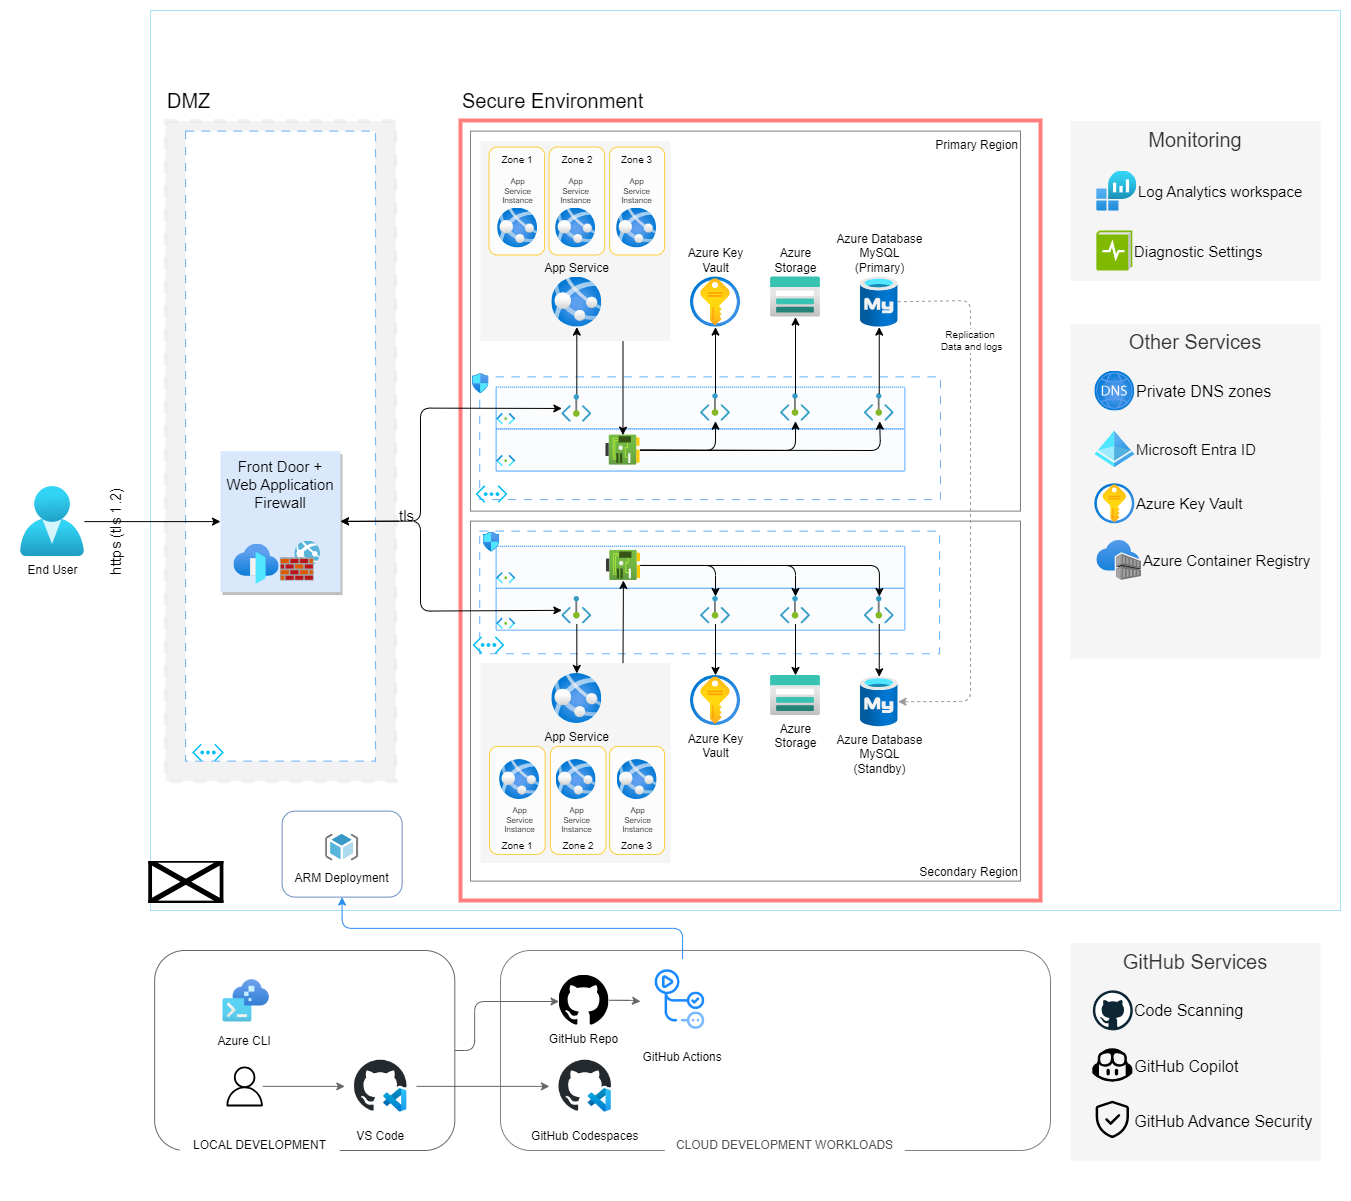 DMZ
Secure Environment
Primary Region
Zone 1
Zone 2
Zone 3
App
Service
Instance
App
Service
Instance
App
Service
Instance
App Service
Azure Key
Vault
Azure
Storage
Azure Database
MySQL
(Primary)
Replication
Data and logs
Monitoring
Log Analytics workspace
Diagnostic Settings
Other Services
DNS
Private DNS zones
Microsoft Entra ID
Azure Key Vault
Azure Container Registry
Front Door +
Web Application
Firewall
End User
https (tls 1.2)
tls
My
My
App Service
Azure Key
Vault
Azure
Storage
Azure Database
MySQL
(Standby)
App
Service
Instance
App
Service
Instance
App
Service
Instance
Zone 1
Zone 2
Zone 3
Secondary Region
ARM Deployment
Azure CLI
VS Code
LOCAL DEVELOPMENT
GitHub Repo
GitHub Actions
GitHub Codespaces
CLOUD DEVELOPMENT WORKLOADS
GitHub Services
Code Scanning
GitHub Copilot
GitHub Advance Security